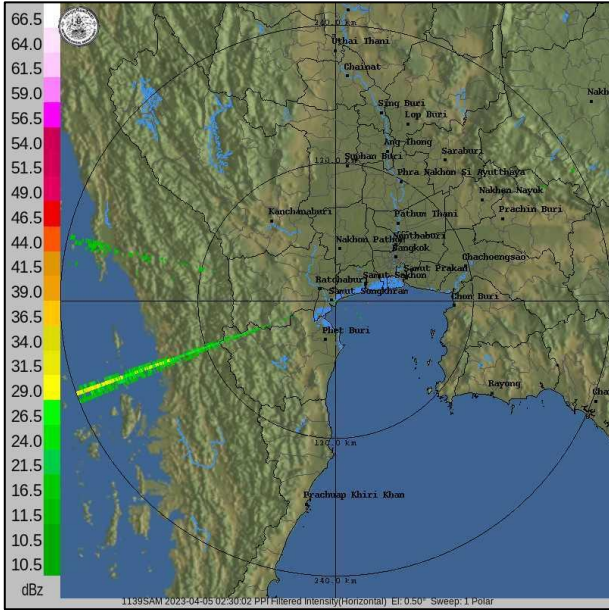 66.5
64.0
61.5
59.0
56.5
54.0
51.5
49.0
46.5
44.0
41.5
39.0
36.5
34.0
31.5
29.0
26.5
24.0
21.5
16.5
11.5
10.5
10.5
dBz
240.0 km
Uthai Thani
Chainat
Sing Buri
Lop Buri
Ang Thong
120.0 km
Suphan Buri
Saraburi
Phra Nakhon Si Ayutthaya
Nakhon Nayok
Kanchanaburi
Pathum Thani
Prachin Buri
Nonthaburi
Nakhon Pathom
Bangkok
Chachoengsao
Samut Prakan
Ratchaburi
Samut Sakhon
Samut Songkhram
Chon Buri
Phet Buri
Rayong
Cha
120.0 km
Prachuap Khiri Khan
240.0 km
1139SAM 2023-04-05 02:30:02 PPI Filtered Intensity(Horizontal) El: 0.50° Sweep: 1 Polar